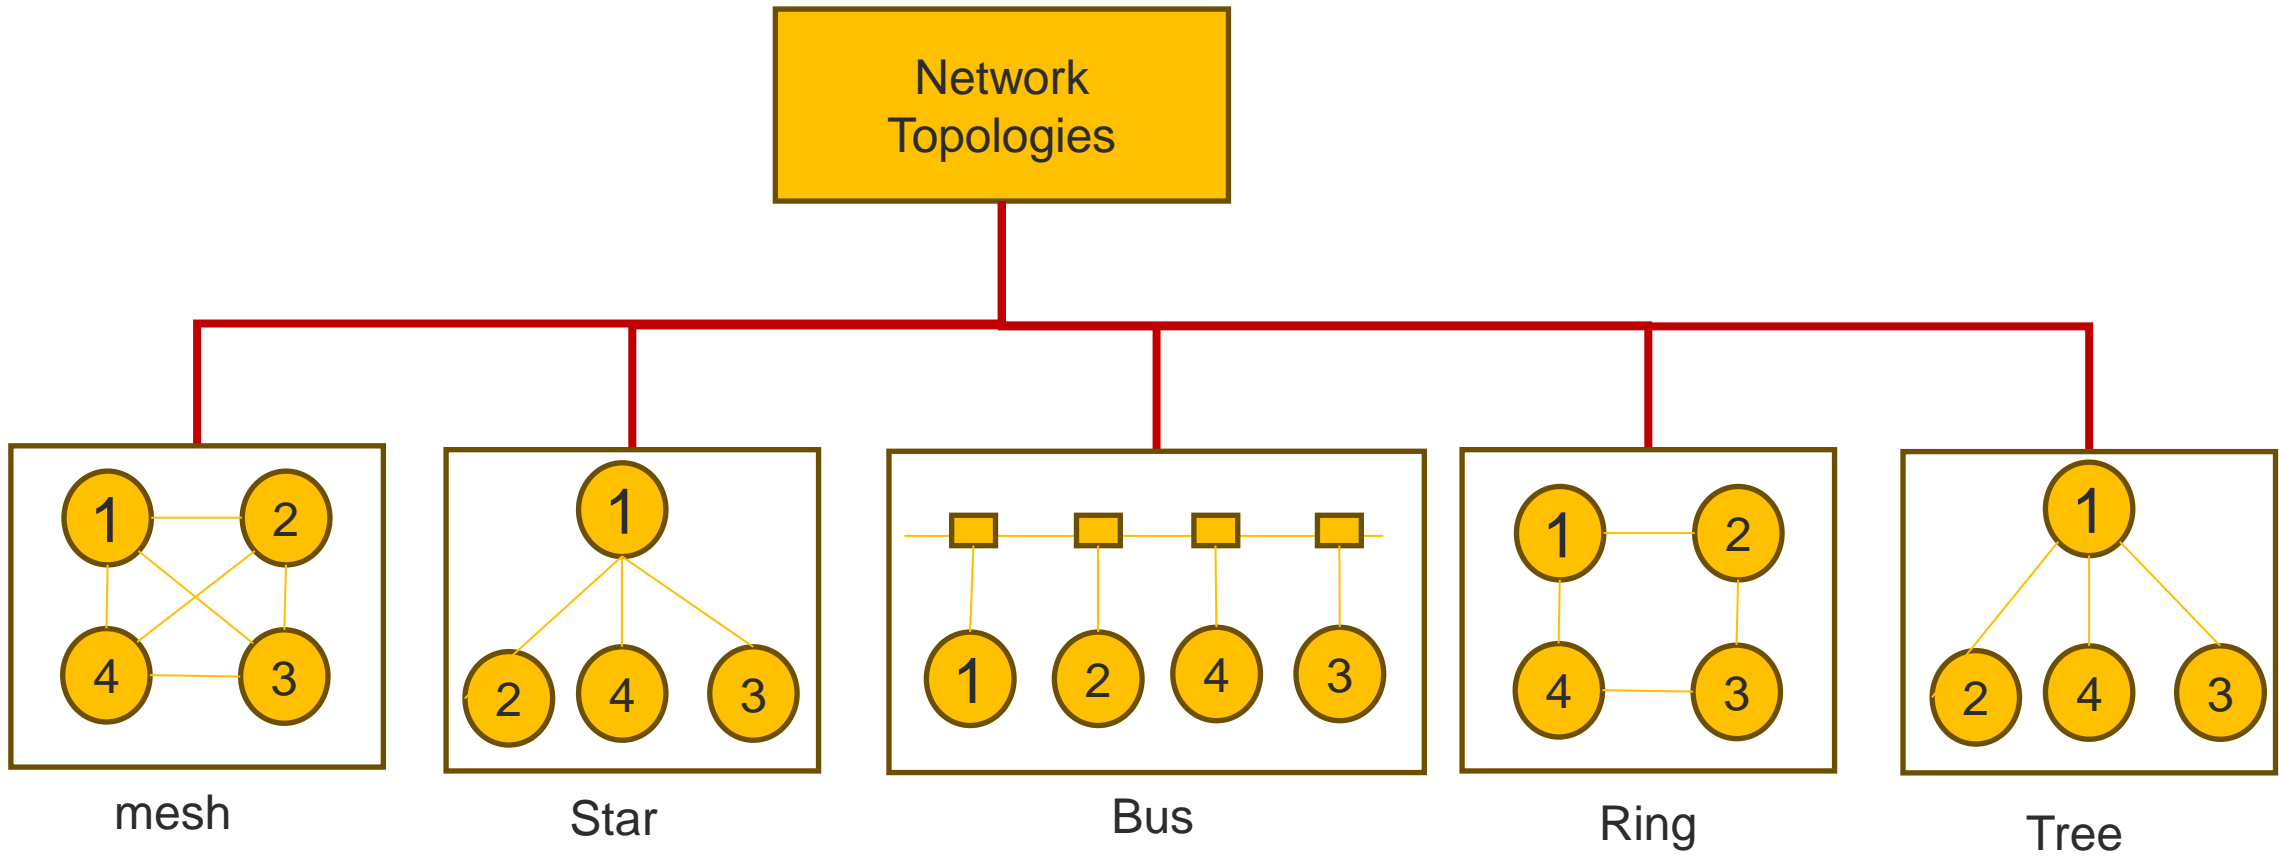 Network
Topologies
1 2
4 3
mesh
1
2 4 3
Star
1 2 4 3
Bus
1 2
4 3
Ring
1
2 4 3
Tree